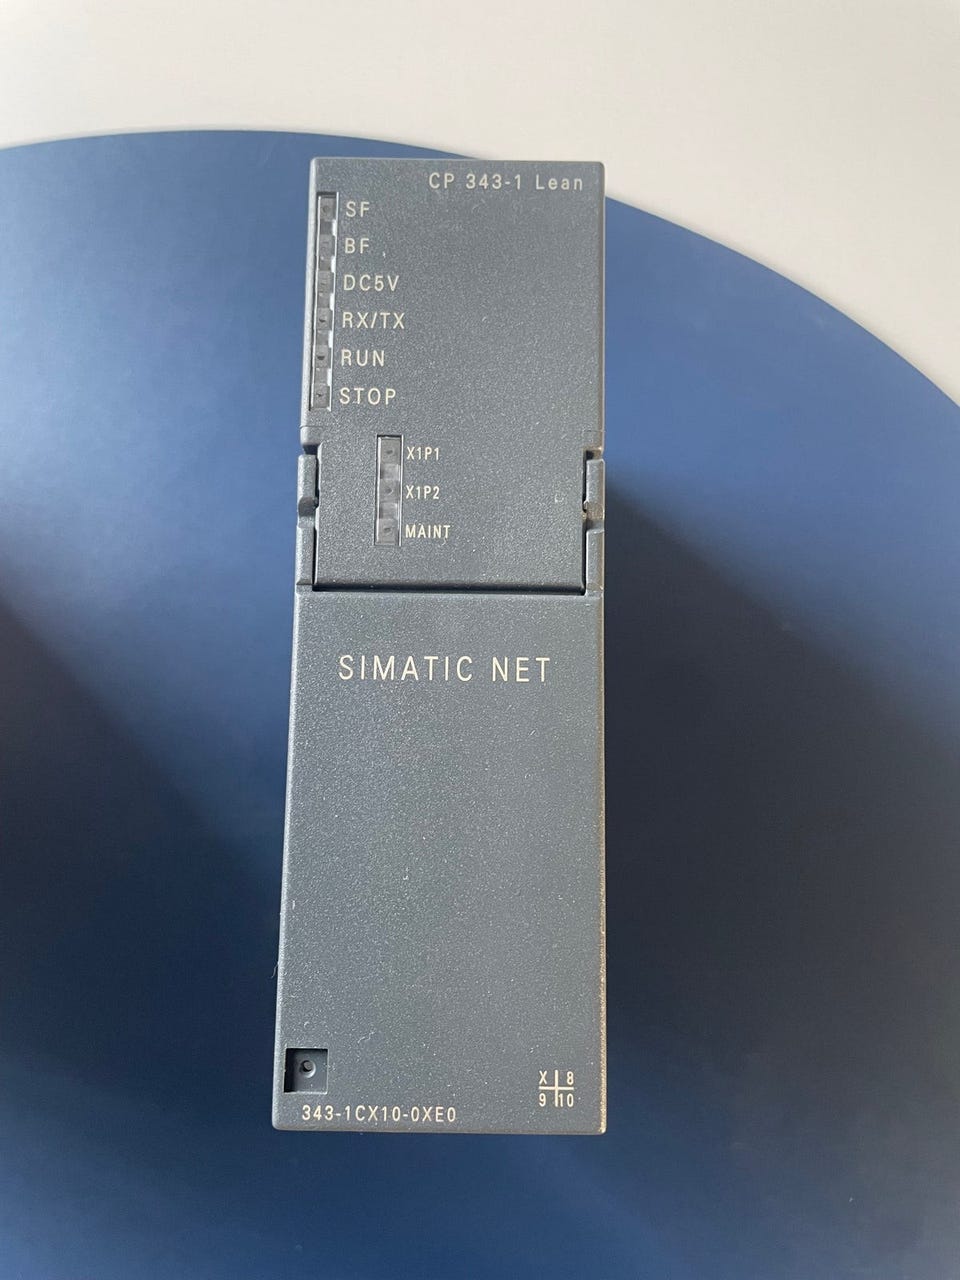 CP 343-1 Lean
SF
BF
DC5V
RX/TX
RUN
STOP
X1P1
X1P2
MAINT
SIMATIC NET
X 8
9 10
343-1CX10-0XE0